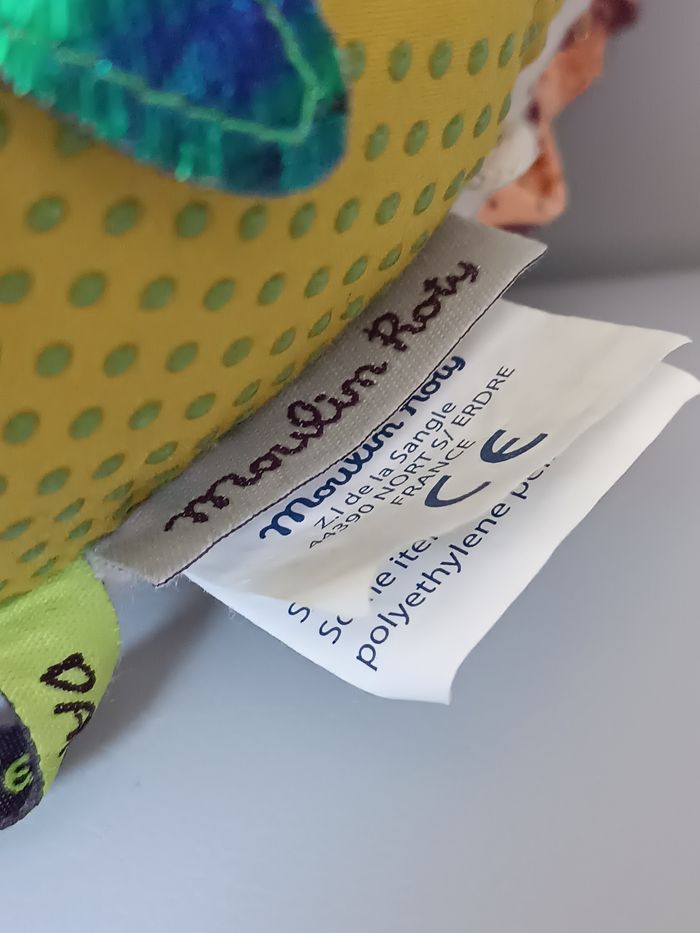 Moulin Roty
Moulin Roty
Z.I de la Sangle
44390 NORT S/ ERDRE
FRANCE
CE
polyethylene